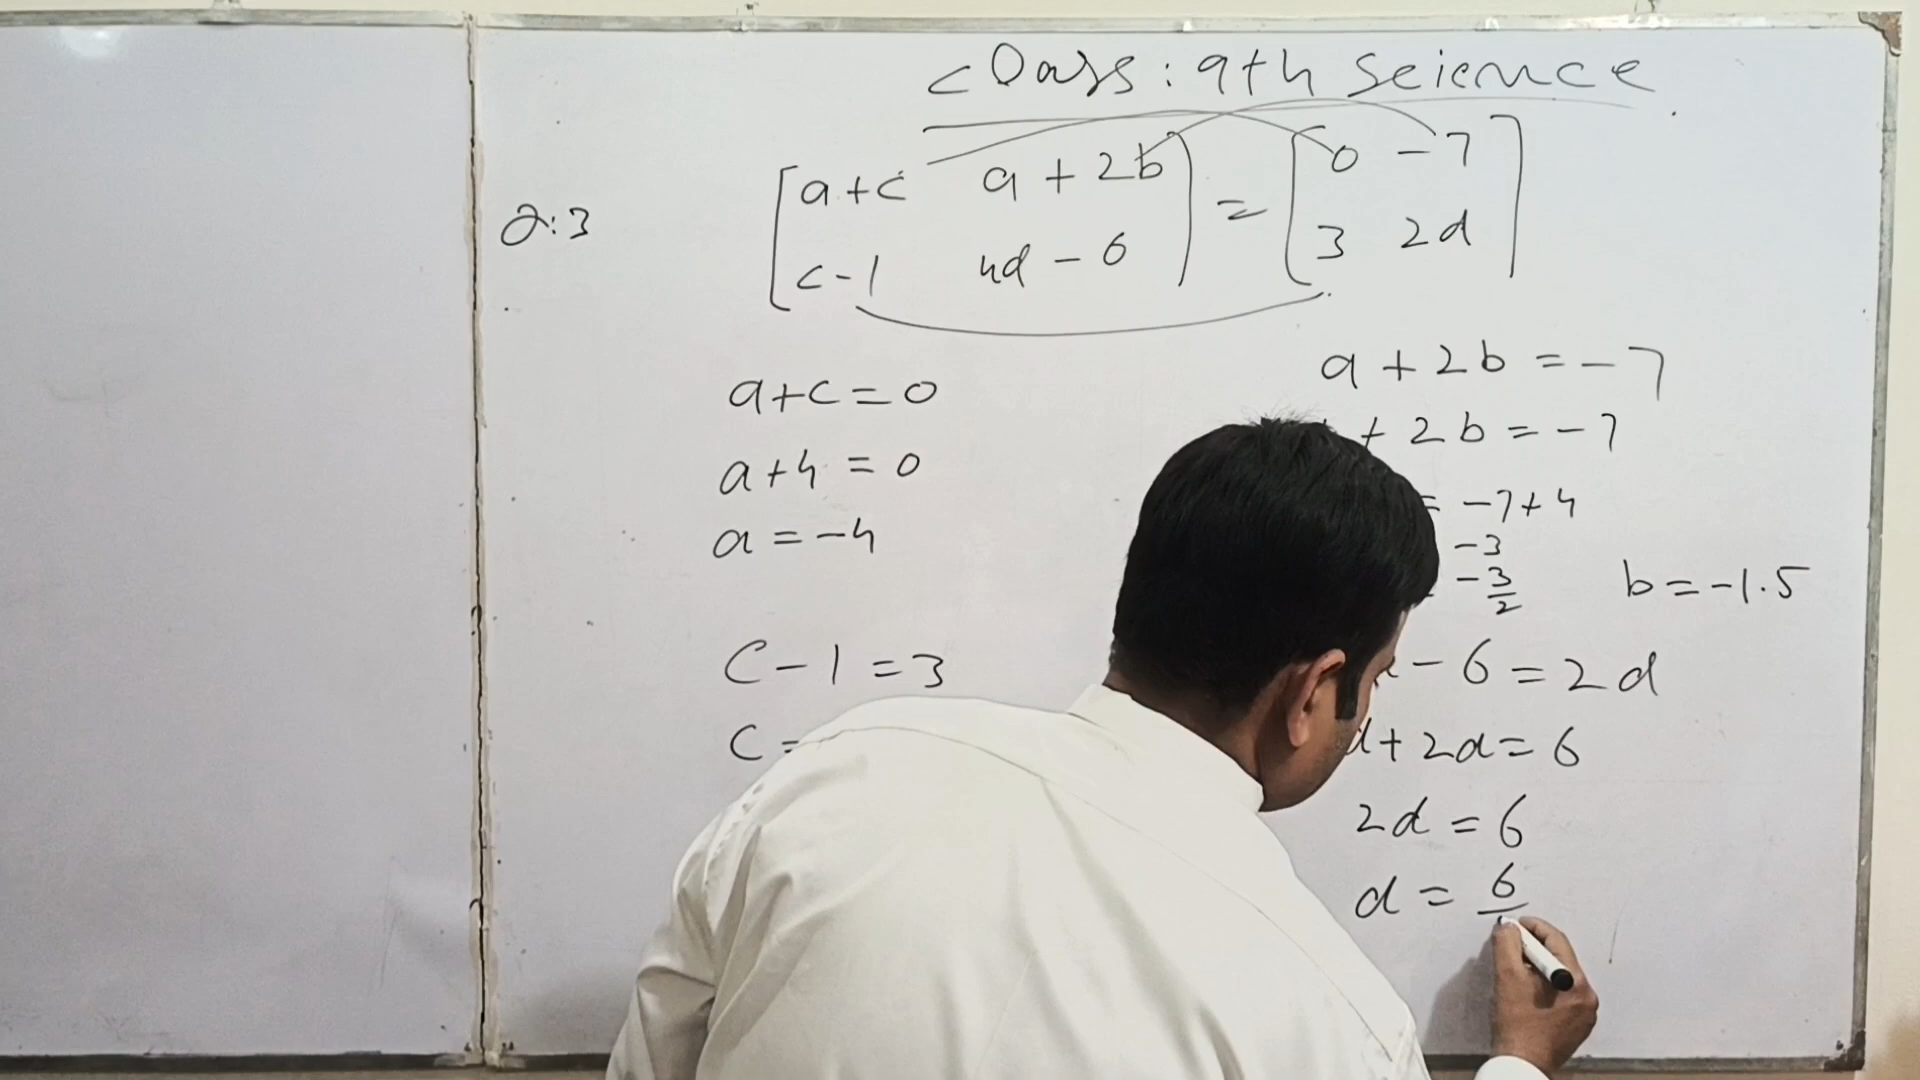 class: 9th seience
Q:3 [a+c a+2b c-1 4d-6] = [0 -7 3 2d]
a+c=0
a+4=0
a=-4
c-1=3
c=
a+2b=-7
+2b=-7
= -7+4
-3
= -3/2 b=-1.5
-6=2d
d+2d=6
2d=6
d=6/